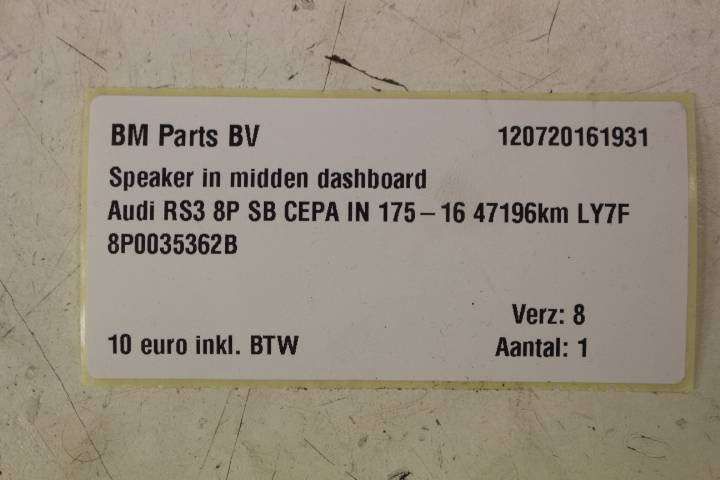 BM Parts BV 120720161931
Speaker in midden dashboard
Audi RS3 8P SB CEPA IN 175-16 47196km LY7F
8P0035362B
Verz: 8
10 euro inkl. BTW Aantal: 1